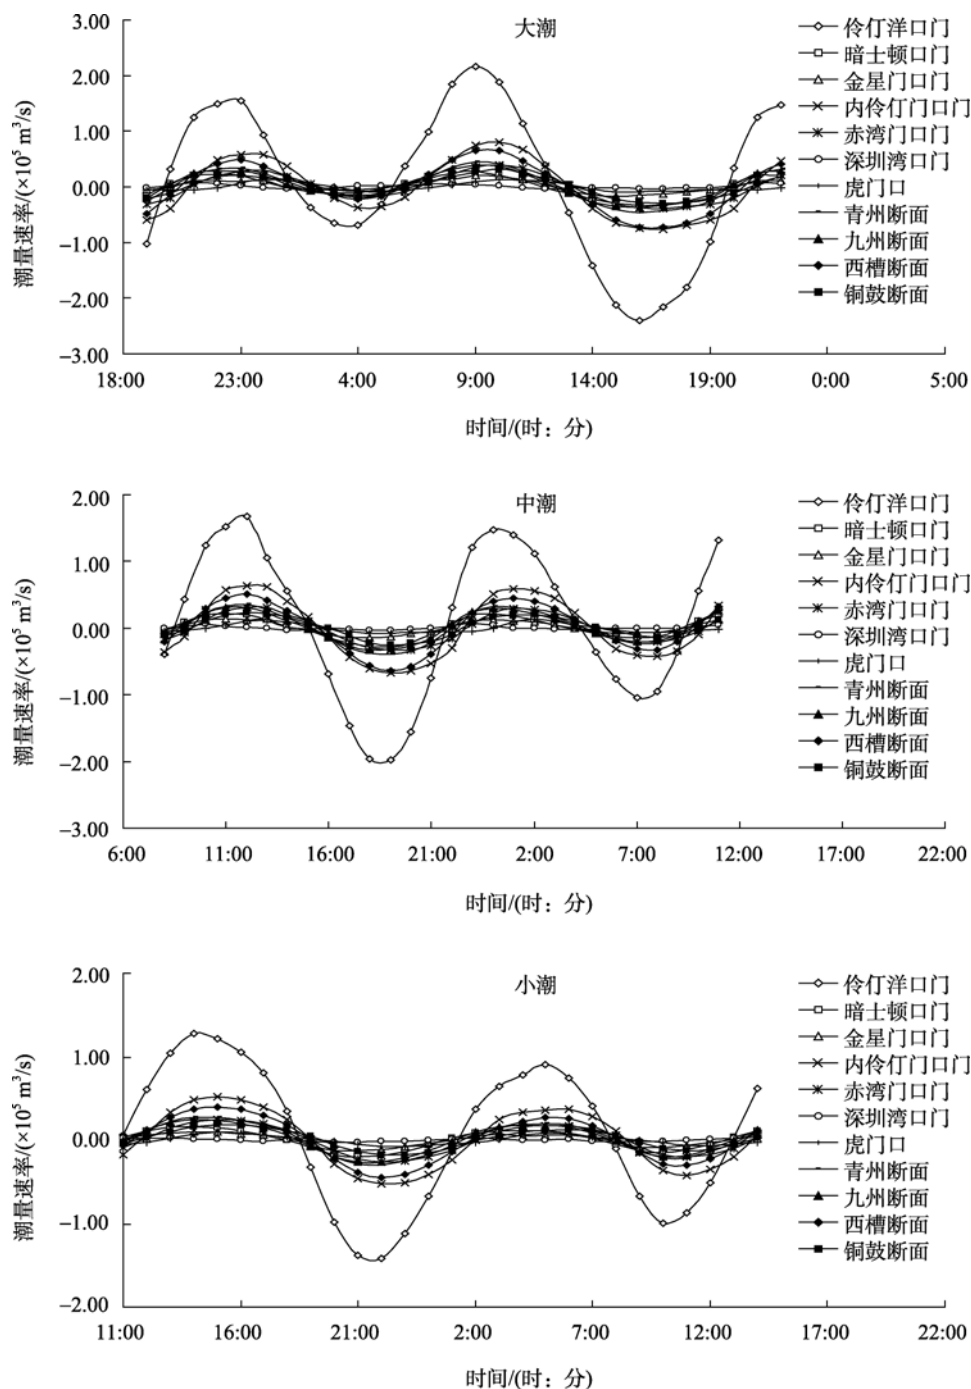 大潮
3.00
2.00
1.00
0.00
−1.00
−2.00
−3.00
潮量速率/(×10⁵ m³/s)
18:00 23:00 4:00 9:00 14:00 19:00 0:00 5:00
时间/(时：分)
伶仃洋口门
暗士顿口门
金星门口门
内伶仃门口门
赤湾门口门
深圳湾口门
虎门口
青州断面
九州断面
西槽断面
铜鼓断面
中潮
2.00
1.00
0.00
−1.00
−2.00
−3.00
潮量速率/(×10⁵ m³/s)
6:00 11:00 16:00 21:00 2:00 7:00 12:00 17:00 22:00
时间/(时：分)
伶仃洋口门
暗士顿口门
金星门口门
内伶仃门口门
赤湾门口门
深圳湾口门
虎门口
青州断面
九州断面
西槽断面
铜鼓断面
小潮
2.00
1.00
0.00
−1.00
−2.00
潮量速率/(×10⁵ m³/s)
11:00 16:00 21:00 2:00 7:00 12:00 17:00 22:00
时间/(时：分)
伶仃洋口门
暗士顿口门
金星门口门
内伶仃门口门
赤湾门口门
深圳湾口门
虎门口
青州断面
九州断面
西槽断面
铜鼓断面